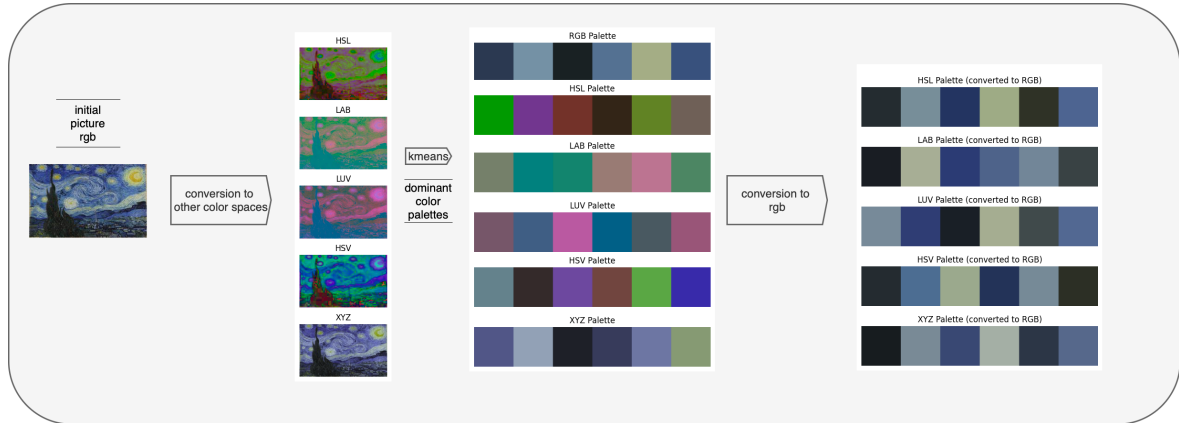 initial
picture
rgb
conversion to
other color spaces
HSL
LAB
LUV
HSV
XYZ
kmeans
dominant
color
palettes
RGB Palette
HSL Palette
LAB Palette
LUV Palette
HSV Palette
XYZ Palette
conversion to
rgb
HSL Palette (converted to RGB)
LAB Palette (converted to RGB)
LUV Palette (converted to RGB)
HSV Palette (converted to RGB)
XYZ Palette (converted to RGB)